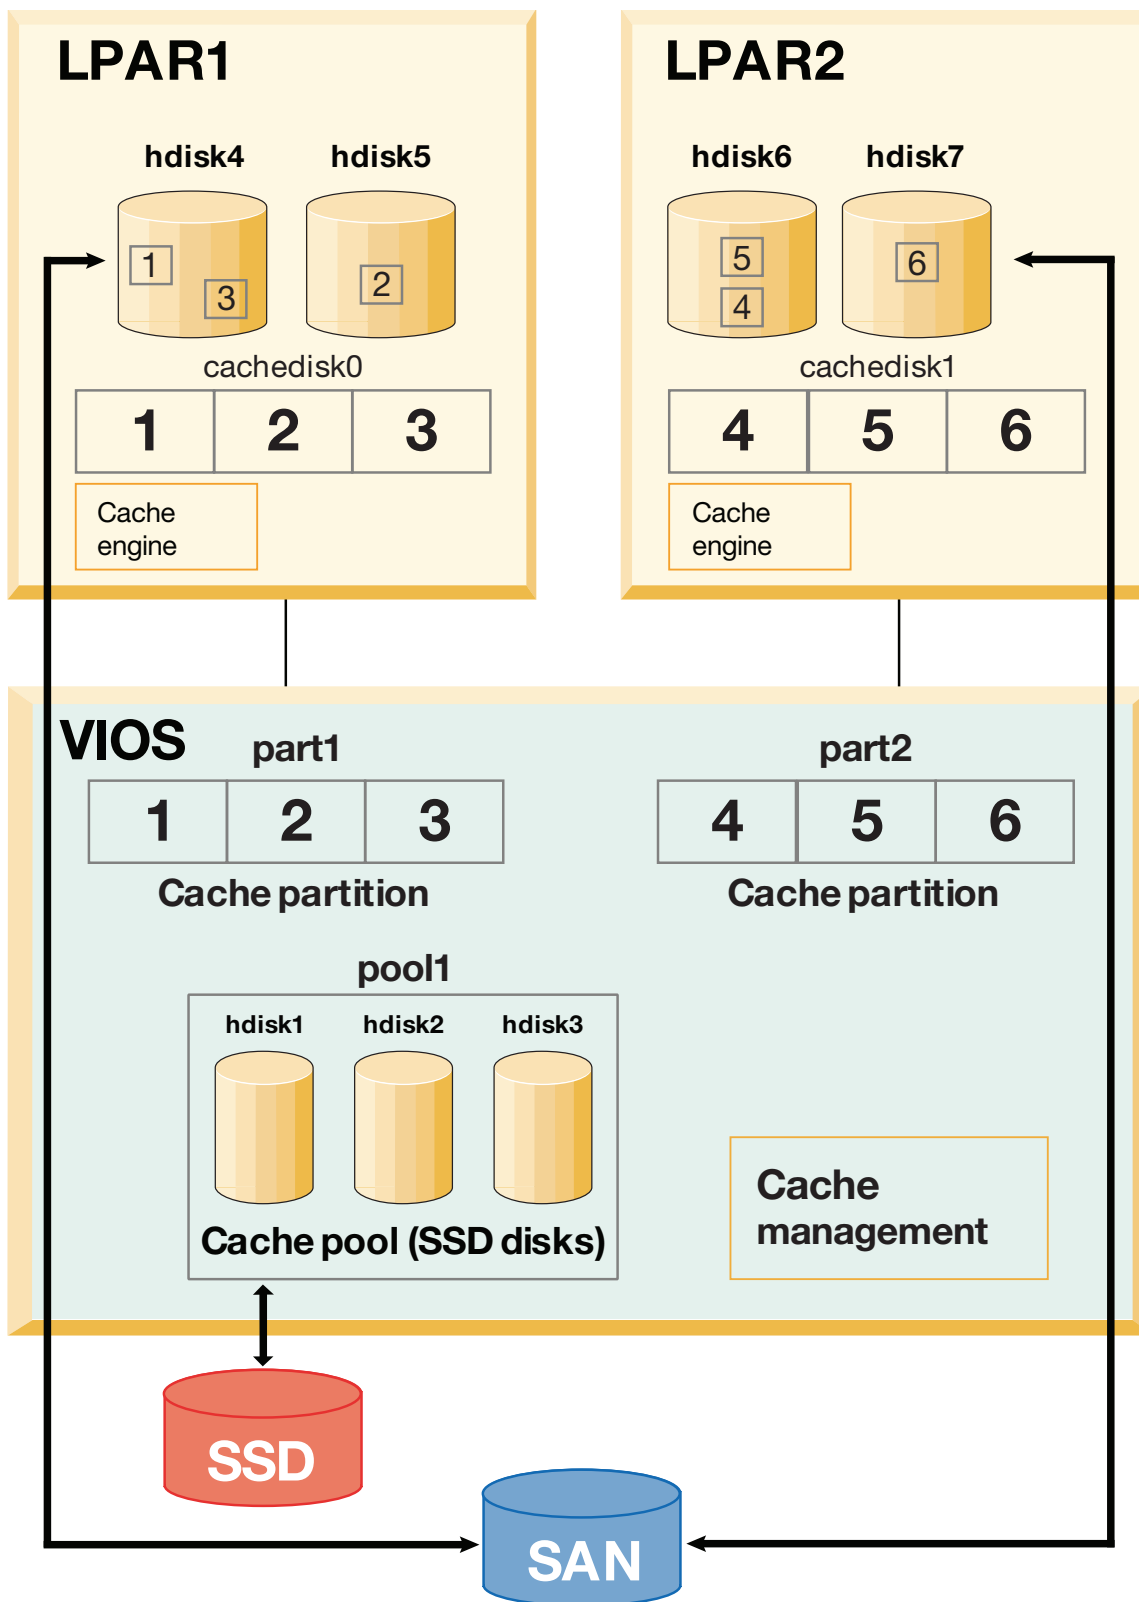 LPAR1
hdisk4 hdisk5
1 3 2
cachedisk0
1 2 3
Cache
engine
LPAR2
hdisk6 hdisk7
5 4 6
cachedisk1
4 5 6
Cache
engine
VIOS
part1
1 2 3
Cache partition
part2
4 5 6
Cache partition
pool1
hdisk1 hdisk2 hdisk3
Cache pool (SSD disks)
Cache
management
SSD
SAN